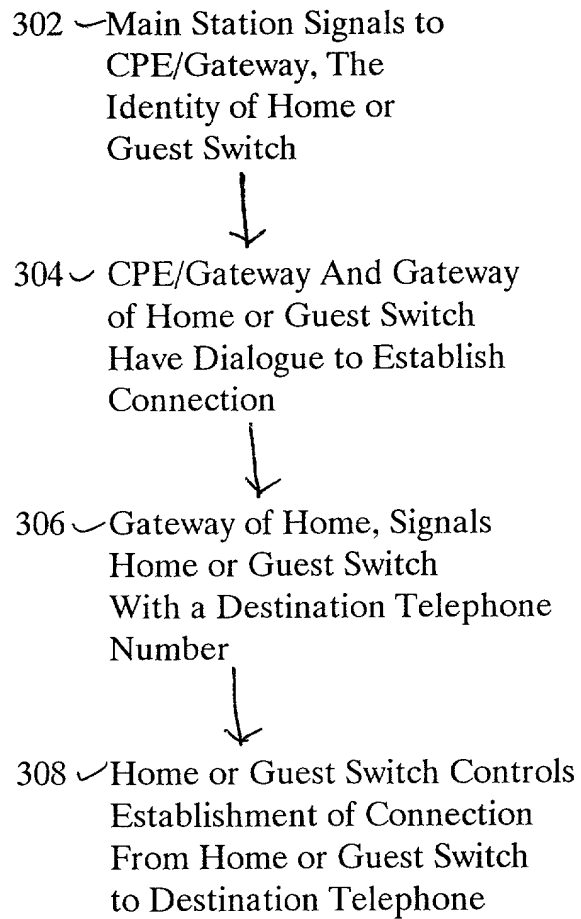 302 Main Station Signals to
CPE/Gateway, The
Identity of Home or
Guest Switch
304 CPE/Gateway And Gateway
of Home or Guest Switch
Have Dialogue to Establish
Connection
306 Gateway of Home, Signals
Home or Guest Switch
With a Destination Telephone
Number
308 Home or Guest Switch Controls
Establishment of Connection
From Home or Guest Switch
to Destination Telephone